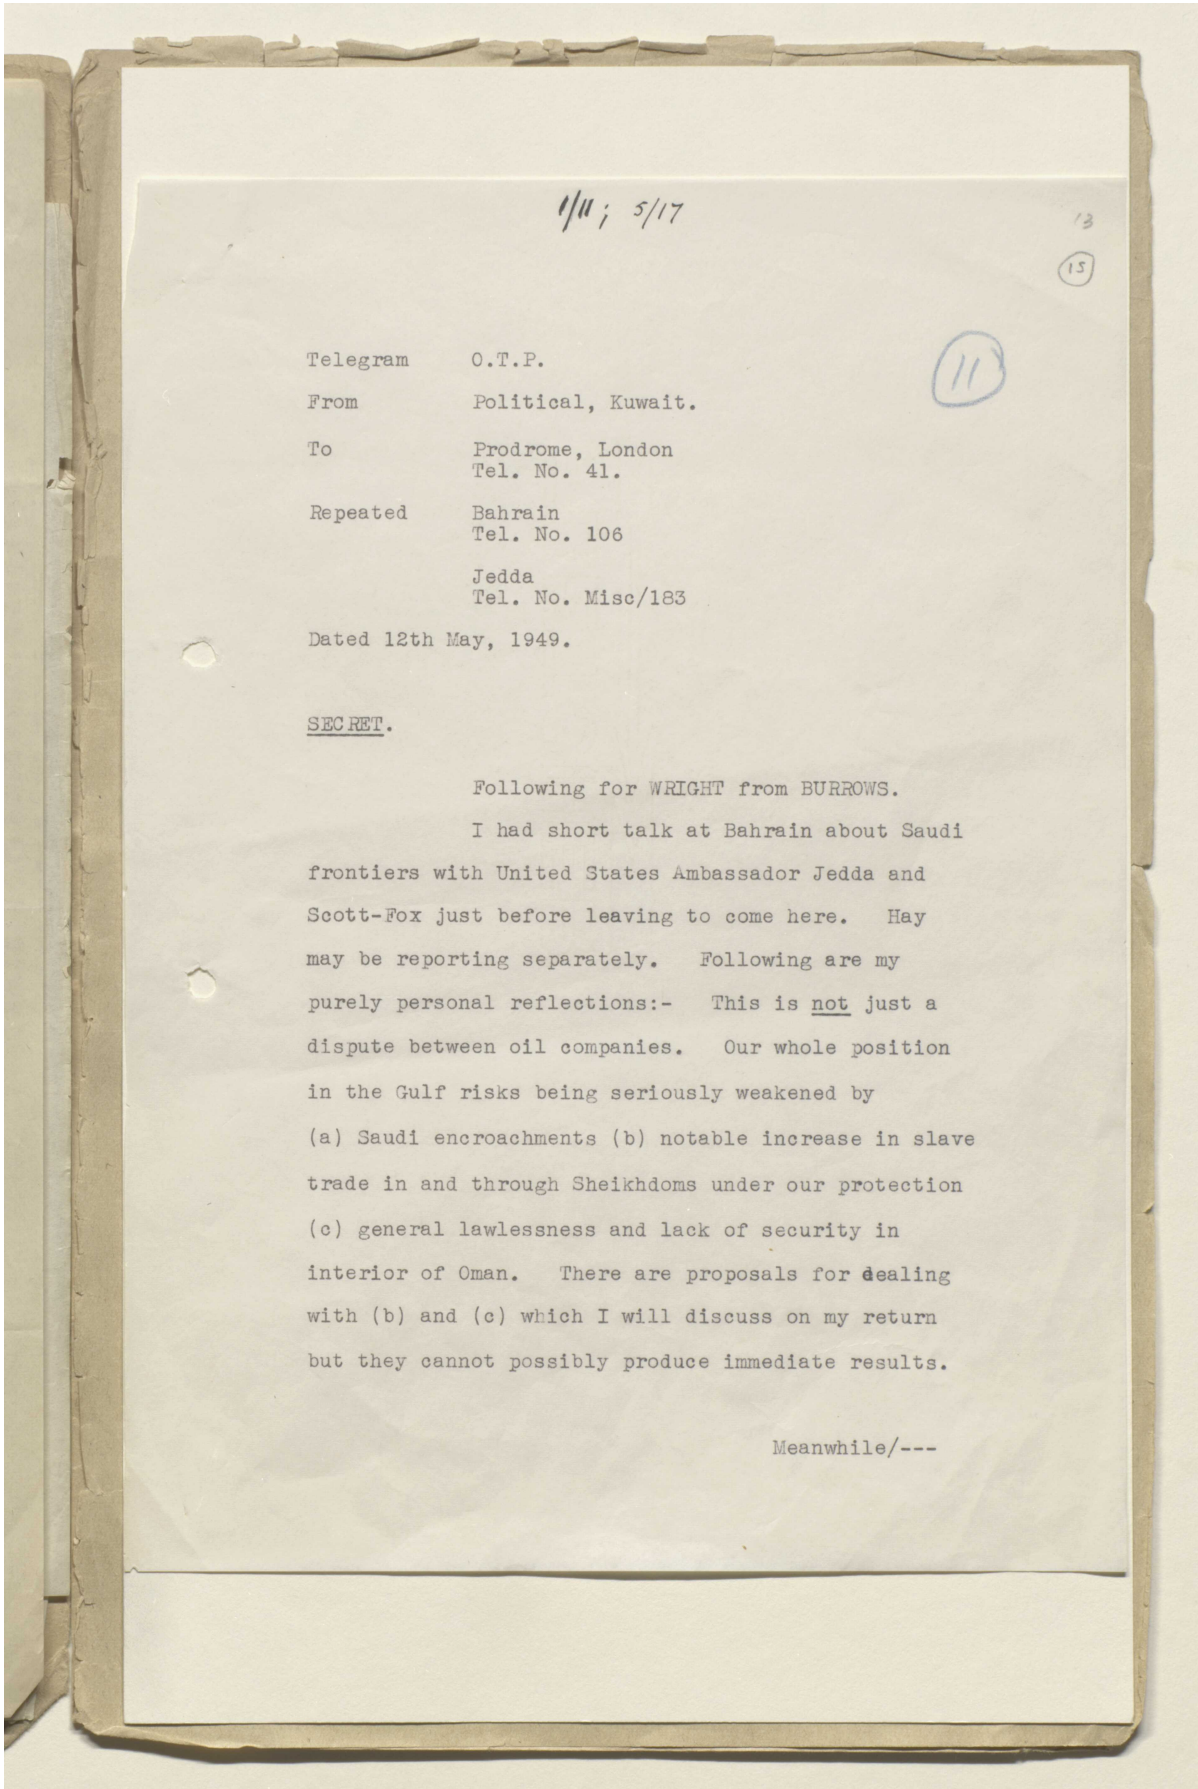 1/11; 5/17
13
15
11
Telegram O.T.P.
From Political, Kuwait.
To Prodrome, London
Tel. No. 41.
Repeated Bahrain
Tel. No. 106
Jedda
Tel. No. Misc/183
Dated 12th May, 1949.
SECRET.
Following for WRIGHT from BURROWS.
I had short talk at Bahrain about Saudi
frontiers with United States Ambassador Jedda and
Scott-Fox just before leaving to come here. Hay
may be reporting separately. Following are my
purely personal reflections:- This is not just a
dispute between oil companies. Our whole position
in the Gulf risks being seriously weakened by
(a) Saudi encroachments (b) notable increase in slave
trade in and through Sheikhdoms under our protection
(c) general lawlessness and lack of security in
interior of Oman. There are proposals for dealing
with (b) and (c) which I will discuss on my return
but they cannot possibly produce immediate results.
Meanwhile/---